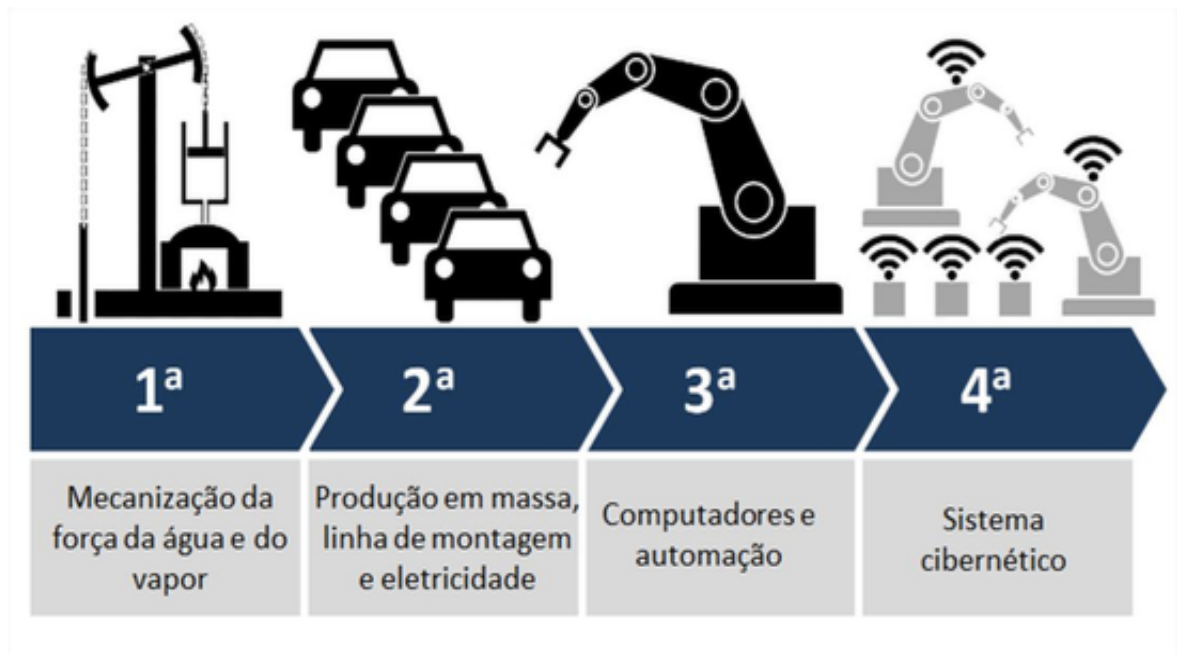 1ª
2ª
3ª
4ª
Mecanização da
força da água e do
vapor
Produção em massa,
linha de montagem
e eletricidade
Computadores e
automação
Sistema
cibernético